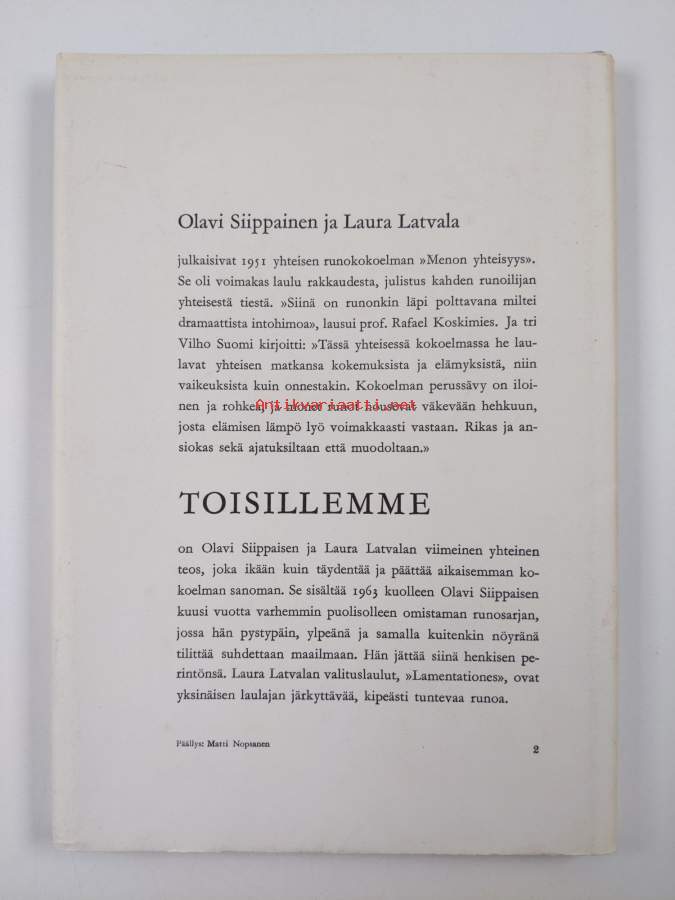 Olavi Siippainen ja Laura Latvala
julkaisivat 1951 yhteisen runokokoelman »Menon yhteisyys».
Se oli voimakas laulu rakkaudesta, julistus kahden runoilijan
yhteisestä tiestä. »Siinä on runonkin läpi polttavana miltei
dramaattista intohimoa», lausui prof. Rafael Koskimies. Ja tri
Vilho Suomi kirjoitti: »Tässä yhteisessä kokoelmassa he lau-
lavat yhteisen matkansa kokemuksista ja elämyksistä, niin
vaikeuksista kuin onnestakin. Kokoelman perussävy on iloi-
nen ja rohkea, ja monet runot nousevat väkevään hehkuun,
Antikvariaatti.net
josta elämisen lämpö lyö voimakkaasti vastaan. Rikas ja an-
siokas sekä ajatuksiltaan että muodoltaan.»
TOISILLEMME
on Olavi Siippaisen ja Laura Latvalan viimeinen yhteinen
teos, joka ikään kuin täydentää ja päättää aikaisemman ko-
koelman sanoman. Se sisältää 1963 kuolleen Olavi Siippaisen
kuusi vuotta varhemmin puolisolleen omistaman runosarjan,
jossa hän pystypäin, ylpeänä ja samalla kuitenkin nöyränä
tilittää suhdettaan maailmaan. Hän jättää siinä henkisen pe-
rintönsä. Laura Latvalan valituslaulut, »Lamentationes», ovat
yksinäisen laulajan järkyttävää, kipeästi tuntevaa runoa.
Päällys: Matti Nopsanen
2